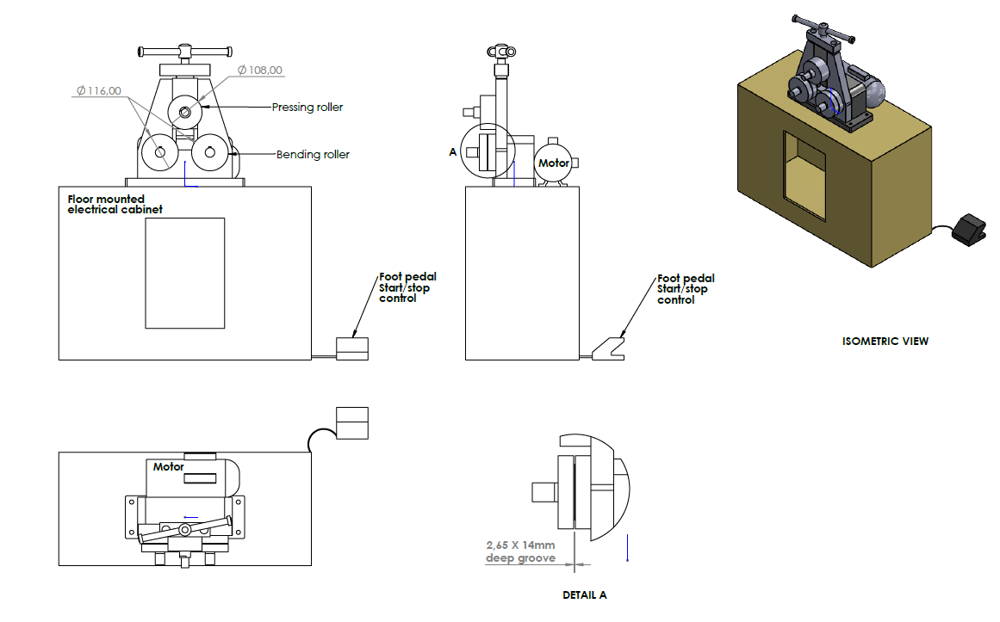 Ø108,00
Ø116,00
Pressing roller
Bending roller
A
Motor
Floor mounted
electrical cabinet
Foot pedal
Start/stop
control
Foot pedal
Start/stop
control
ISOMETRIC VIEW
Motor
2,65 X 14mm
deep groove
DETAIL A